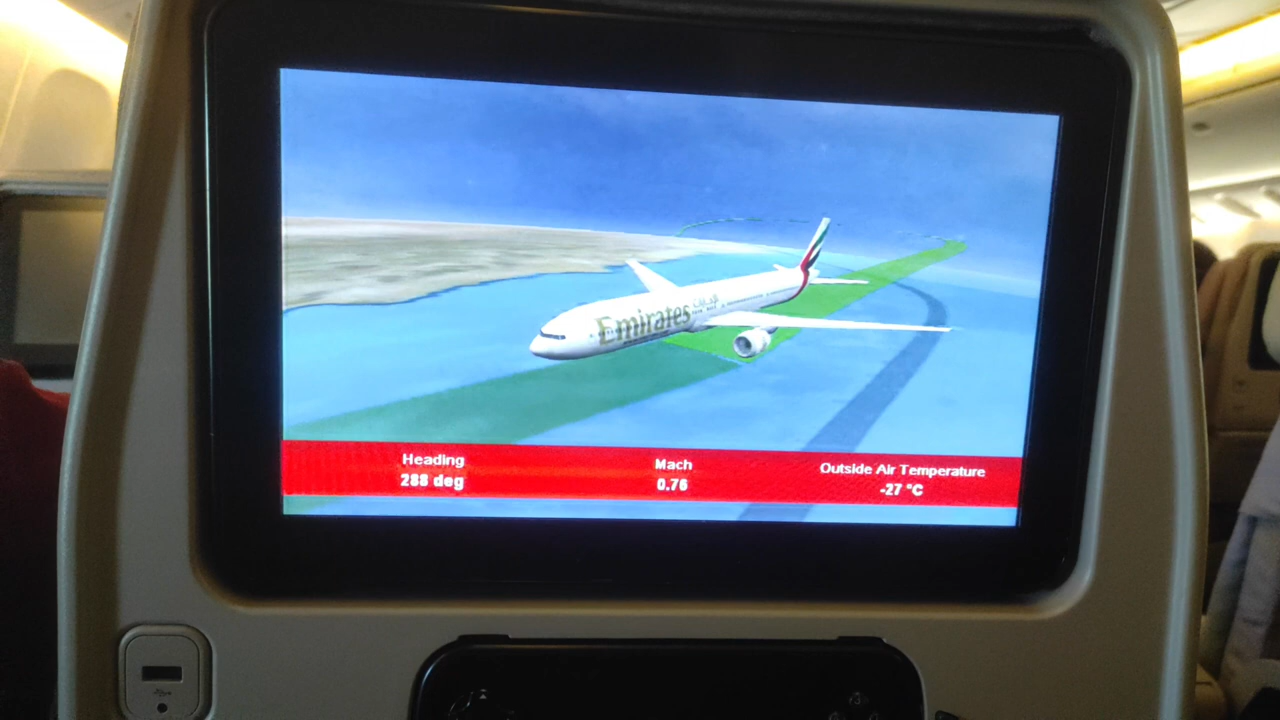 Emirates
Heading
288 deg
Mach
0.76
Outside Air Temperature
-27 °C